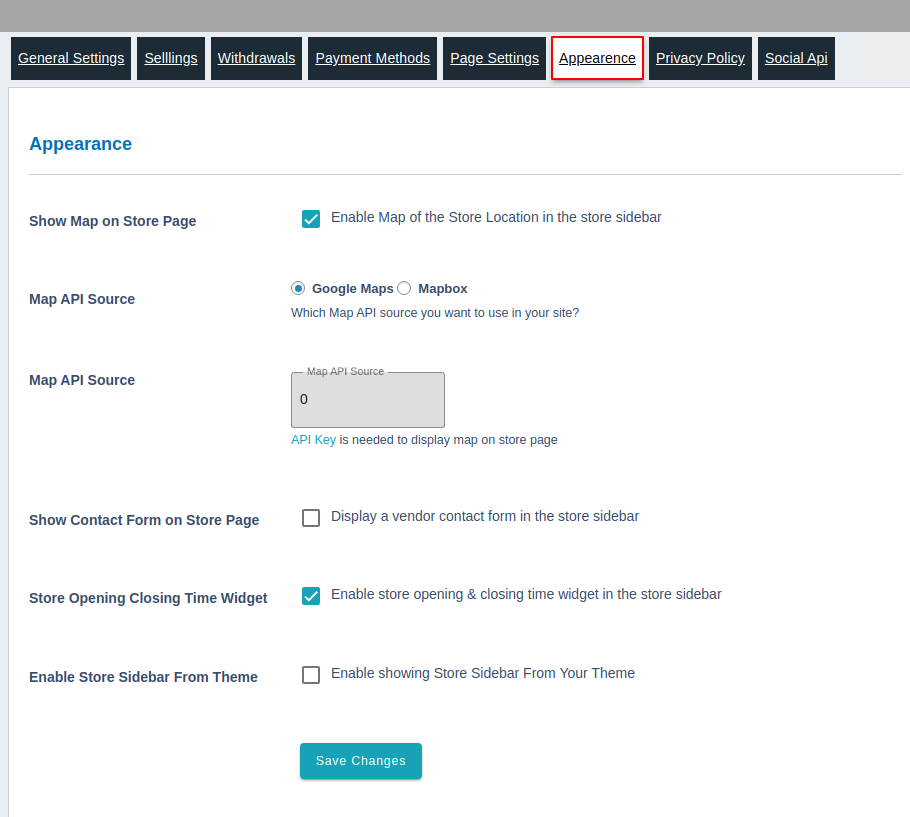 General Settings Selllings Withdrawals Payment Methods Page Settings Appearence Privacy Policy Social Api
Appearance
Show Map on Store Page Enable Map of the Store Location in the store sidebar
Map API Source Google Maps Mapbox
Which Map API source you want to use in your site?
Map API Source Map API Source
0
API Key is needed to display map on store page
Show Contact Form on Store Page Display a vendor contact form in the store sidebar
Store Opening Closing Time Widget Enable store opening & closing time widget in the store sidebar
Enable Store Sidebar From Theme Enable showing Store Sidebar From Your Theme
Save Changes